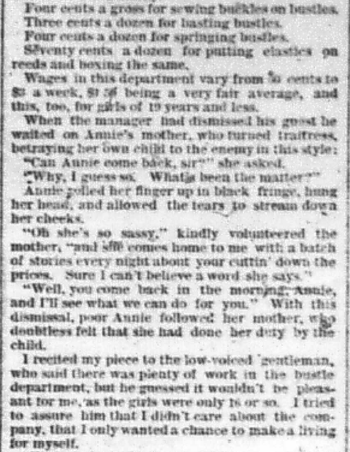 Four cents a gross for sewing buckles on bustles.
Three cents a dozen for basting bustles.
Four cents a dozen for springing bustles.
Seventy cents a dozen for putting elastics on
reeds and boxing the same.
Wages in this department vary from cents to
a week, being a very fair average, and
this, too, for girls of 19 years and less.
When the manager had dismissed his guest he
waited on Annie's mother, who turned traitress,
betraying her own child to the enemy in this style:
"Can Annie come back, sir?" she asked.
"Why, I guess so. What's been the matter?"
Annie rolled her finger up in black fringe, hung
her head, and allowed the tears to stream down
her cheeks.
"Oh she's so sassy," kindly volunteered the
mother, "and she comes home to me with a batch
of stories every night about your cuttin' down the
prices. Sure I can't believe a word she says."
"Well, you come back in the morning, Annie,
and I'll see what we can do for you." With this
dismissal, poor Annie followed her mother, who
doubtless felt that she had done her duty by the
child.
I recited my piece to the low-voiced gentleman,
who said there was plenty of work in the bustle
department, but he guessed it wouldn't be pleas-
ant for me, as the girls were only 16 or so. I tried
to assure him that I didn't care about the com-
pany, that I only wanted a chance to make a living
for myself.